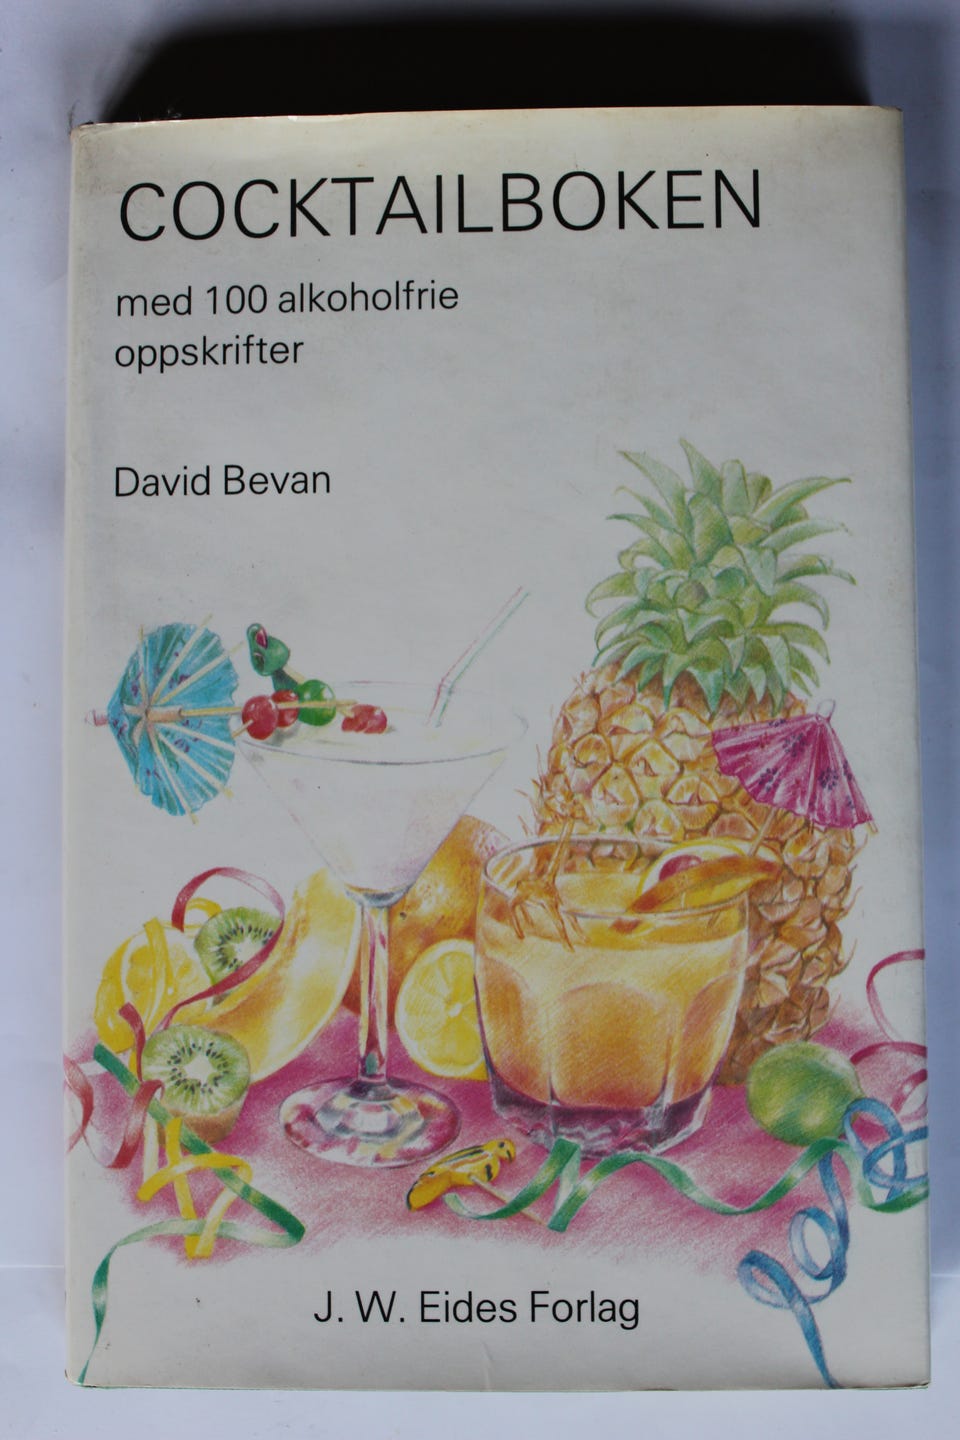 COCKTAILBOKEN
med 100 alkoholfrie
oppskrifter
David Bevan
J. W. Eides Forlag